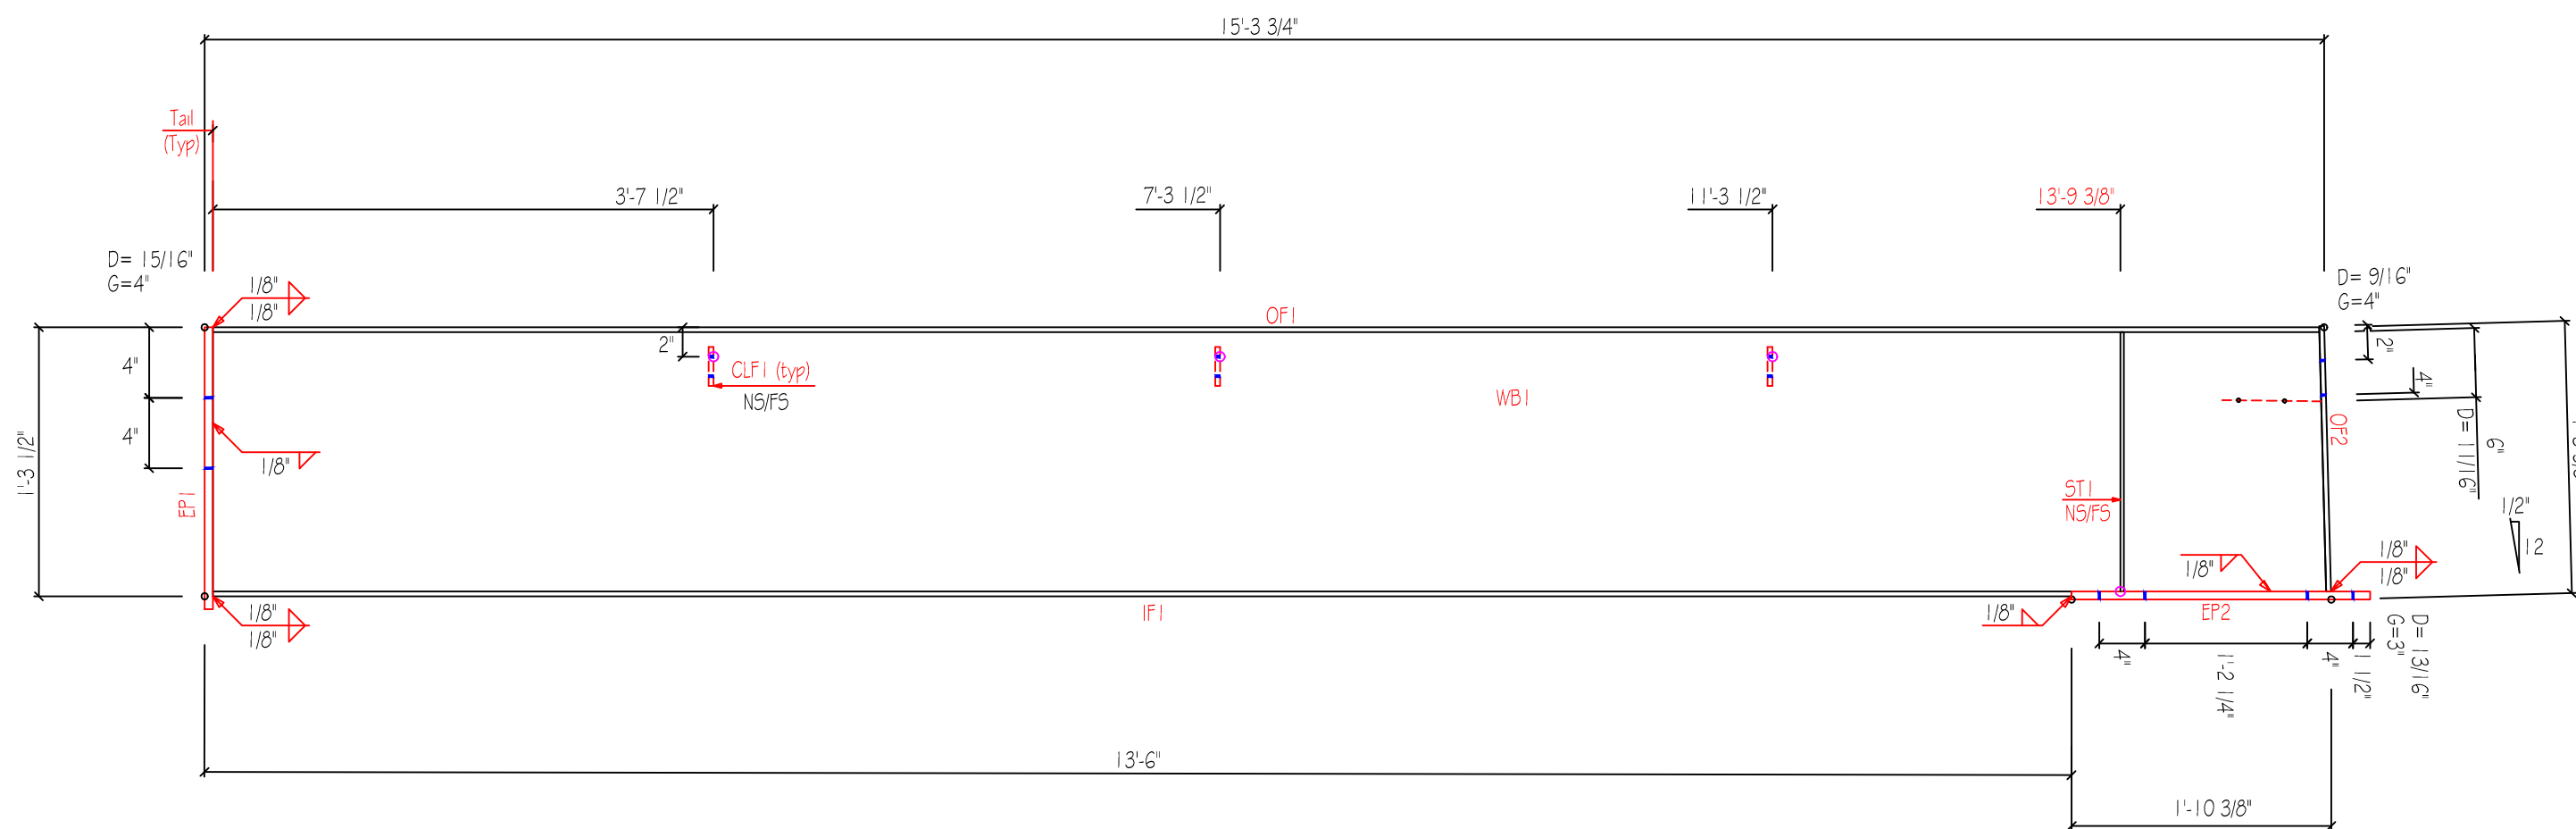 15'-3 3/4"
Tail
(Typ)
3'-7 1/2"
7'-3 1/2"
11'-3 1/2"
13'-9 3/8"
D= 15/16"
G=4"
1/8"
1/8"
OF1
D= 9/16"
G=4"
2"
4"
4"
1'-3 1/2"
EP1
1/8"
CLF1 (typ)
NS/FS
WB1
2"
4"
OF2
D= 11/16"
6"
ST1
NS/FS
1/2"
12
1/8"
1/8"
1/8"
1/8"
1/8"
IF1
1/8"
EP2
4"
1'-2 1/4"
4"
1 1/2"
D= 13/16"
G=3"
13'-6"
1'-10 3/8"